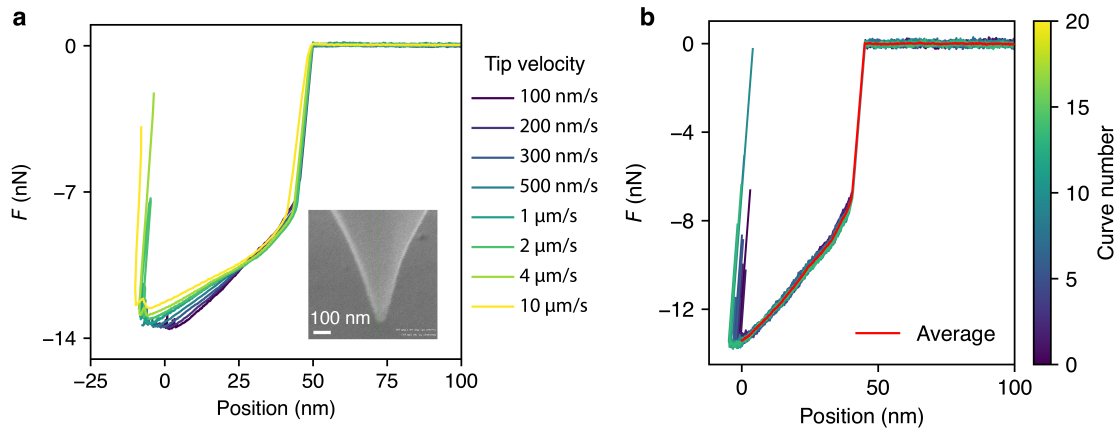 a
0
−7
−14
F (nN)
−25
0
25
50
75
100
Position (nm)
100 nm
Tip velocity
100 nm/s
200 nm/s
300 nm/s
500 nm/s
1 μm/s
2 μm/s
4 μm/s
10 μm/s
b
0
−4
−8
−12
F (nN)
0
50
100
Position (nm)
Average
20
15
10
5
0
Curve number